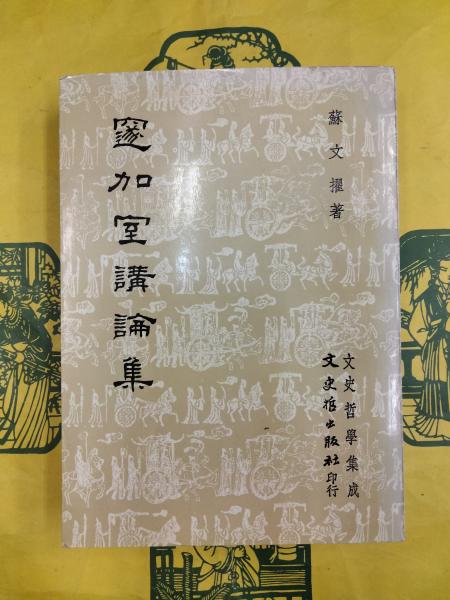 蘇文擢著
邃加室講論集
文史哲學集成
文史哲出版社印行